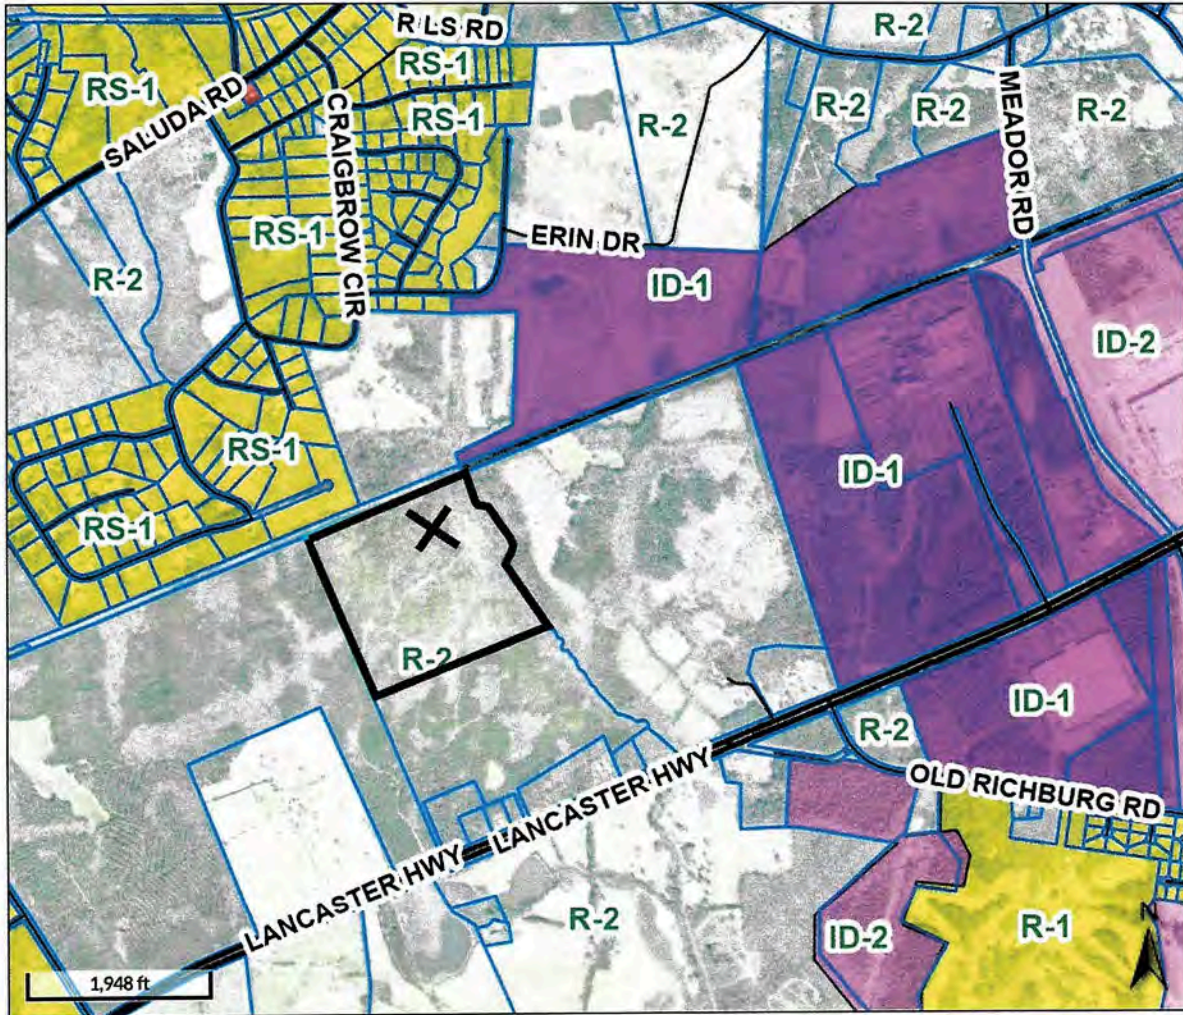 R LS RD
R-2
RS-1
RS-1
SALUDA RD
CRAIGBROW CIR
RS-1
R-2
R-2
R-2
R-2
MEADOR RD
RS-1
ERIN DR
R-2
ID-1
ID-2
RS-1
ID-1
RS-1
X
R-2
ID-1
R-2
LANCASTER HWY
LANCASTER HWY
OLD RICHBURG RD
R-2
ID-2
R-1
N
1,948 ft